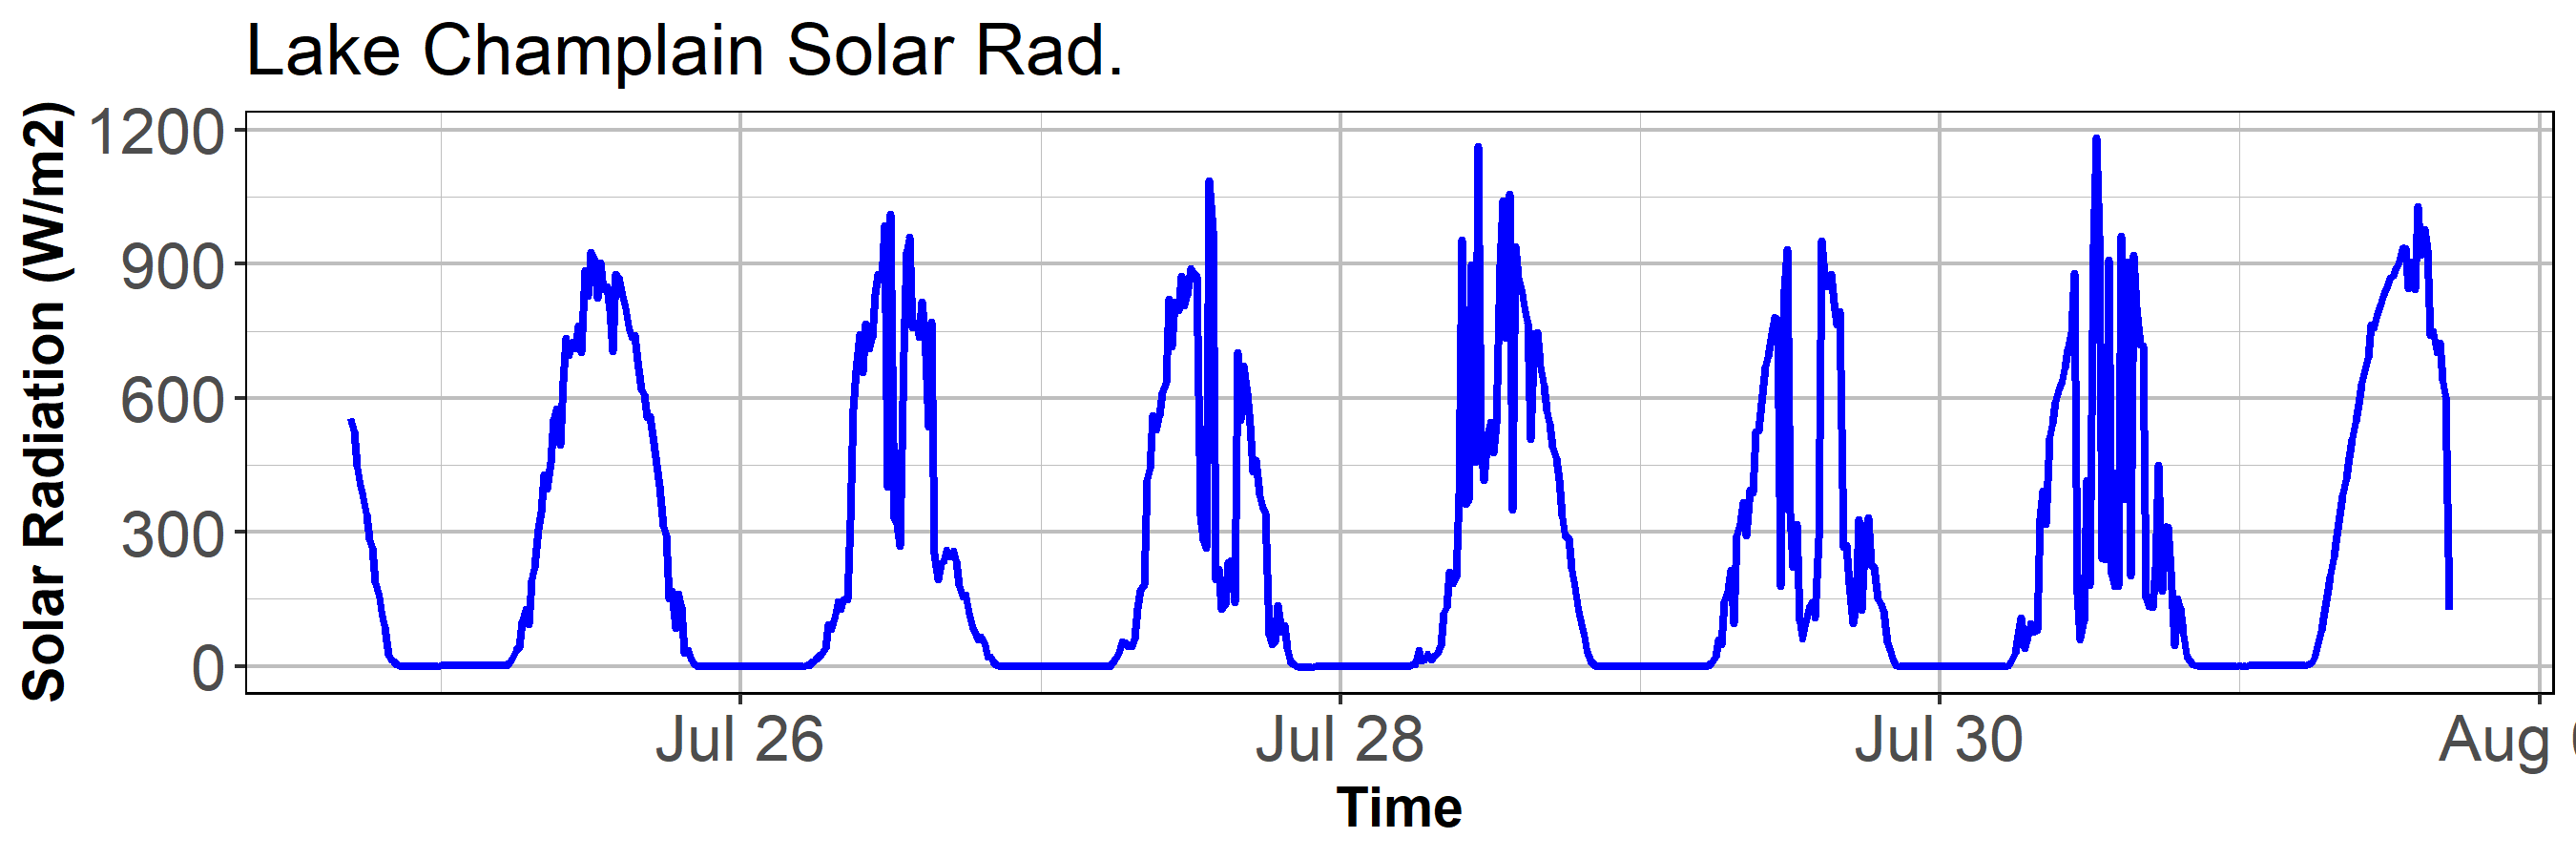 Lake Champlain Solar Rad.
Solar Radiation (W/m2)
1200
900
600
300
0
Jul 26
Jul 28
Jul 30
Aug
Time